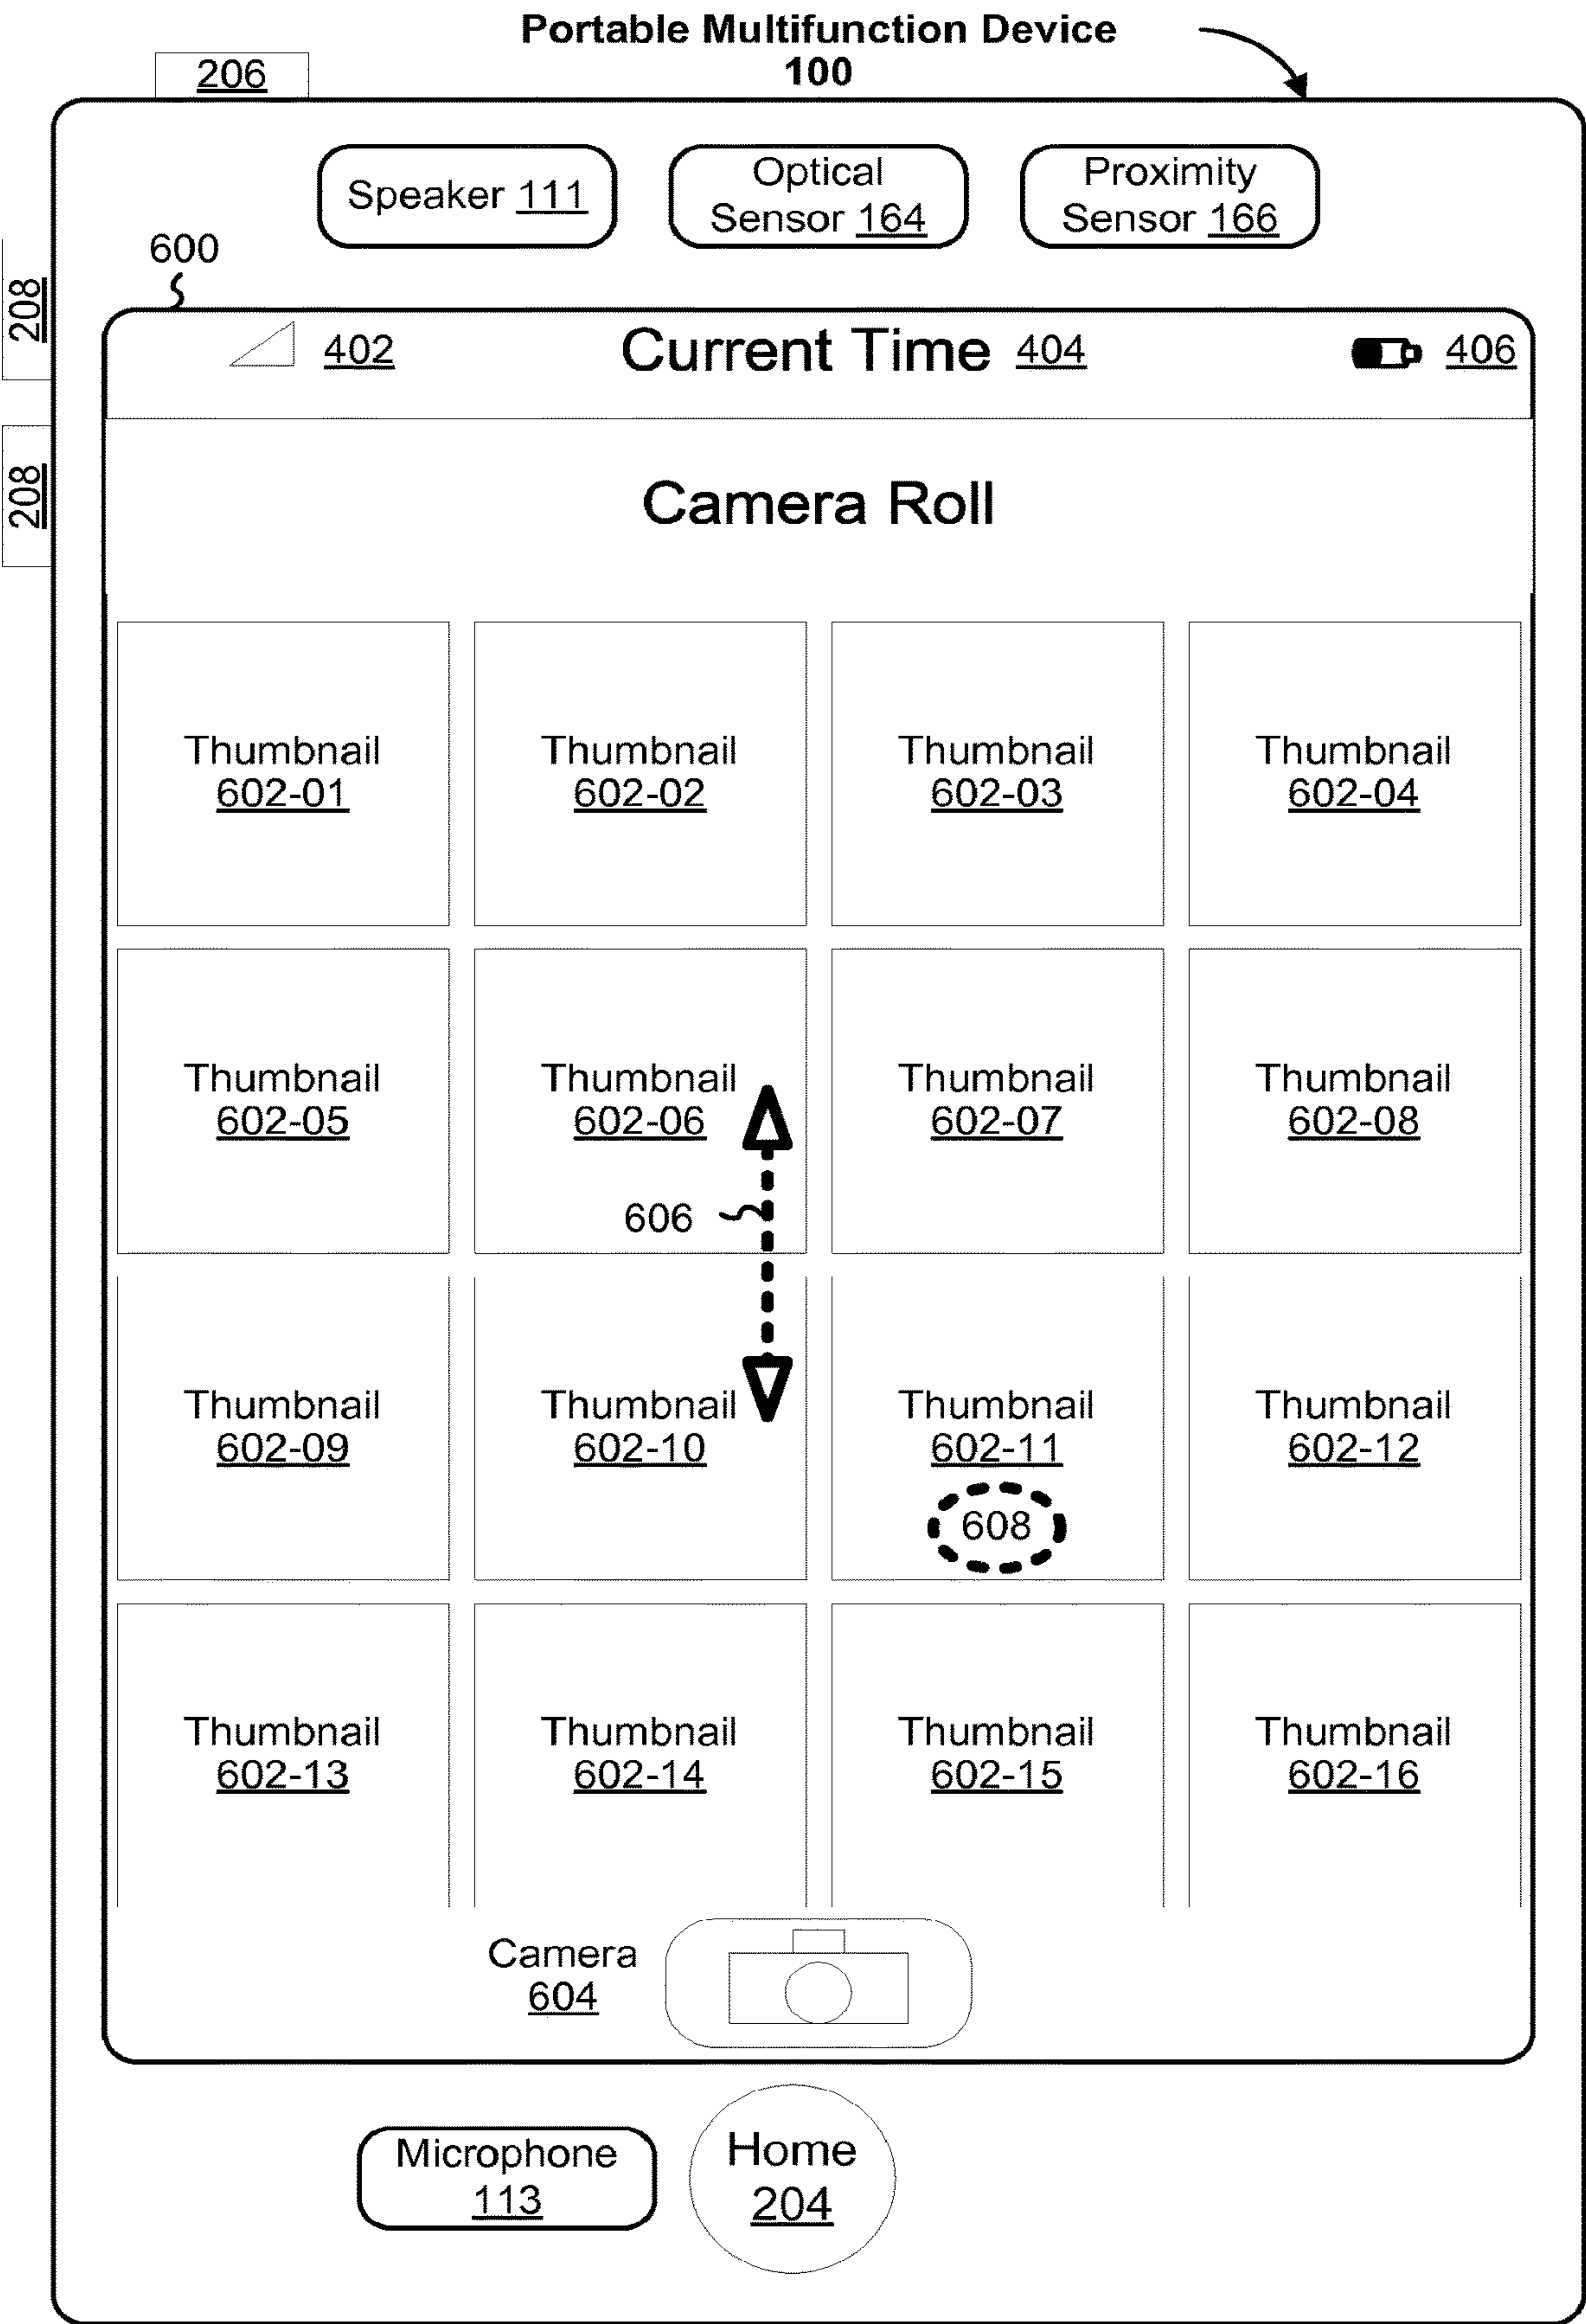 Portable Multifunction Device
100
206
Speaker 111
Optical
Sensor 164
Proximity
Sensor 166
600
208
402
Current Time 404
406
208
Camera Roll
Thumbnail
602-01
Thumbnail
602-02
Thumbnail
602-03
Thumbnail
602-04
Thumbnail
602-05
Thumbnail
602-06
Thumbnail
602-07
Thumbnail
602-08
606
Thumbnail
602-09
Thumbnail
602-10
Thumbnail
602-11
Thumbnail
602-12
608
Thumbnail
602-13
Thumbnail
602-14
Thumbnail
602-15
Thumbnail
602-16
Camera
604
Microphone
113
Home
204